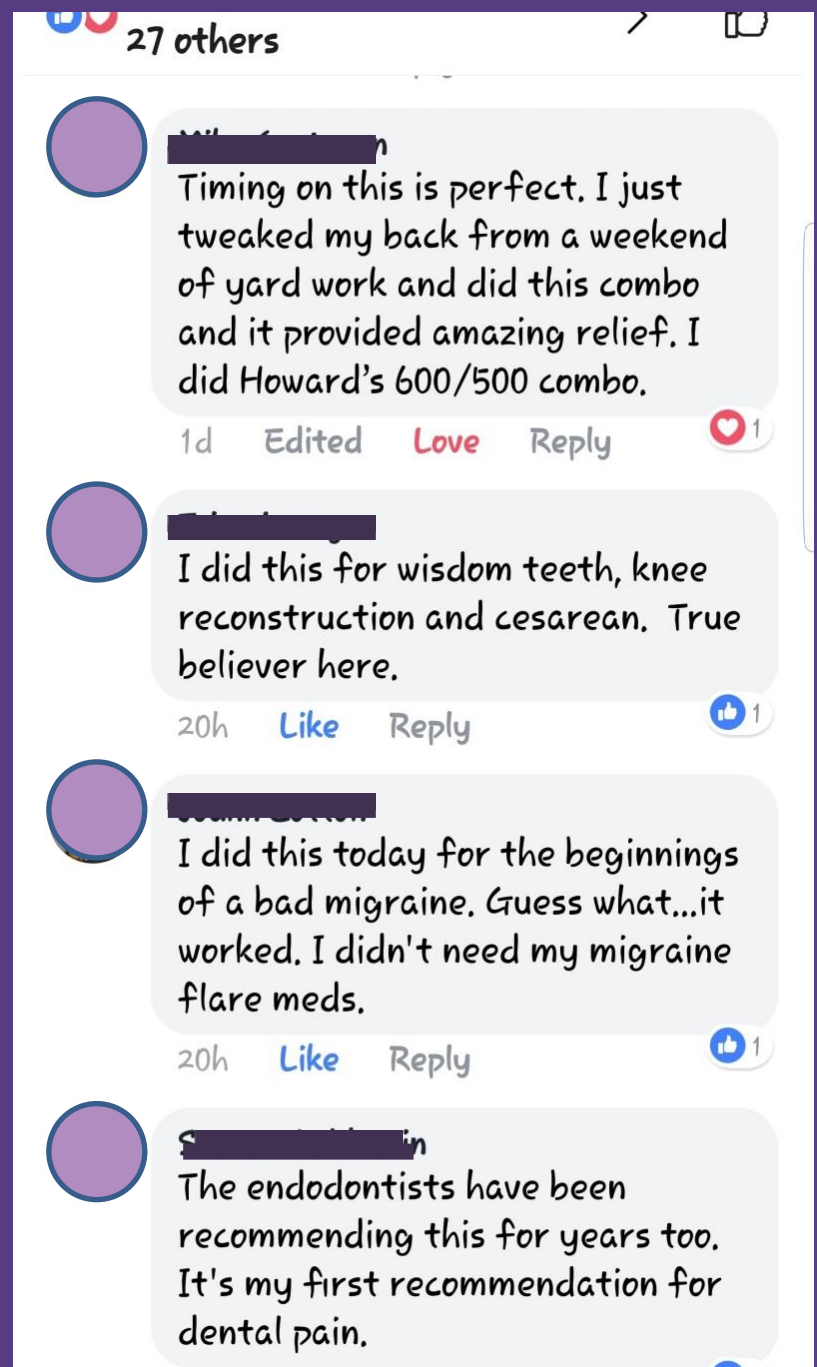 27 others
Timing on this is perfect. I just
tweaked my back from a weekend
of yard work and did this combo
and it provided amazing relief. I
did Howard's 600/500 combo.
1d Edited Love Reply 1
I did this for wisdom teeth, knee
reconstruction and cesarean. True
believer here.
20h Like Reply 1
I did this today for the beginnings
of a bad migraine. Guess what...it
worked. I didn't need my migraine
flare meds.
20h Like Reply 1
The endodontists have been
recommending this for years too.
It's my first recommendation for
dental pain.